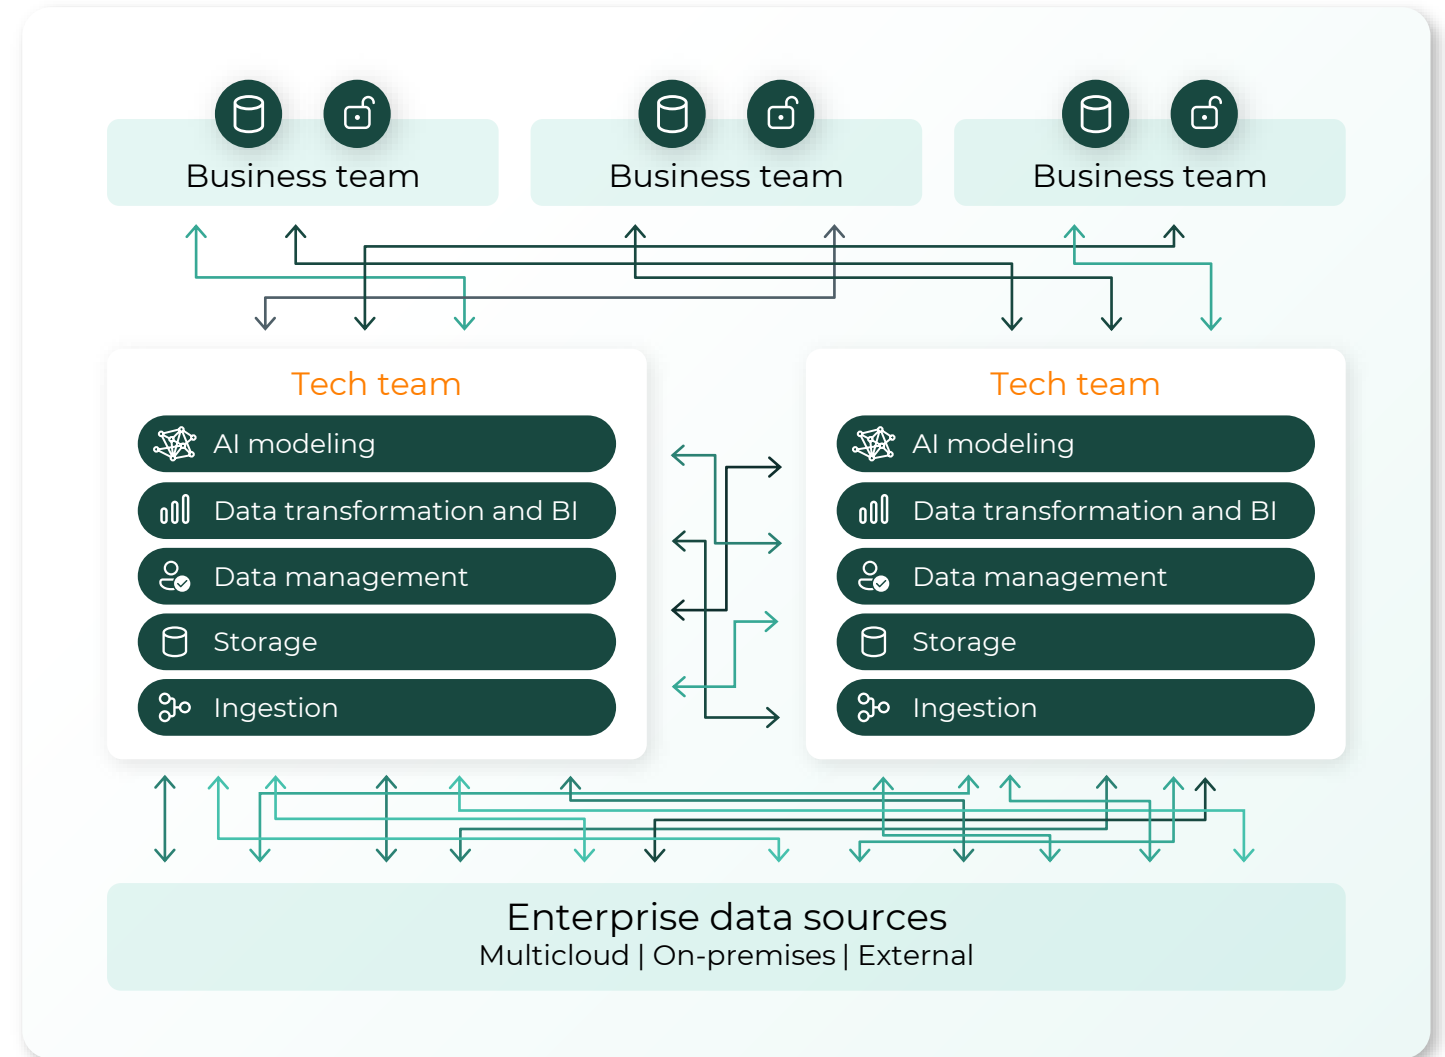 Business team
Business team
Business team
Tech team
AI modeling
Data transformation and BI
Data management
Storage
Ingestion
Tech team
AI modeling
Data transformation and BI
Data management
Storage
Ingestion
Enterprise data sources
Multicloud | On-premises | External